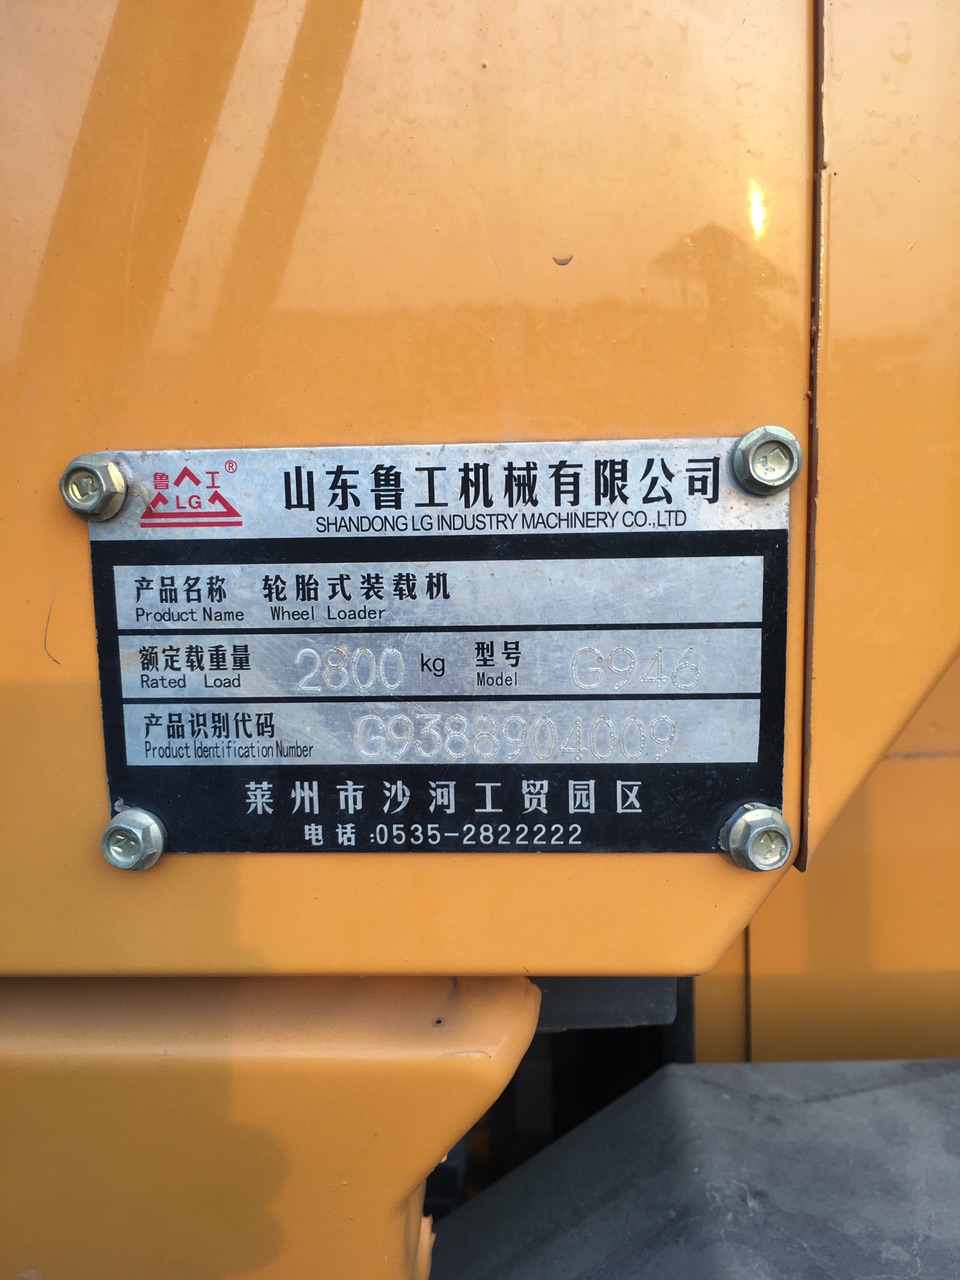 鲁工®
LG
山东鲁工机械有限公司
SHANDONG LG INDUSTRY MACHINERY CO.,LTD
产品名称 轮胎式装载机
Product Name Wheel Loader
额定载重量 2800 kg 型号 G946
Rated Load Model
产品识别代码 G9388904009
Product Identification Number
莱州市沙河工贸园区
电话:0535-2822222